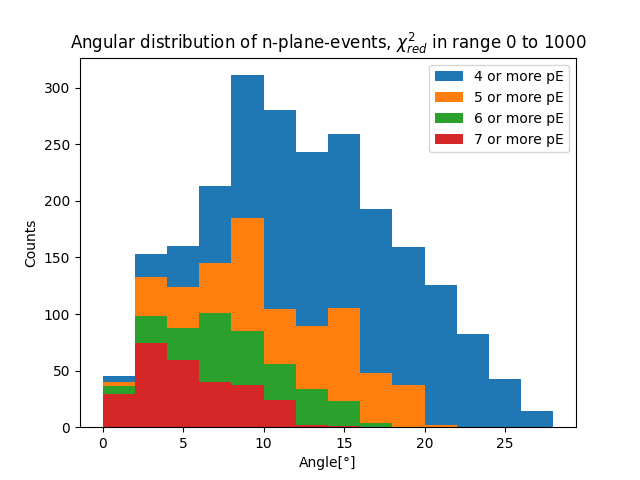 Angular distribution of n-plane-events, χ²red in range 0 to 1000
4 or more pE
5 or more pE
6 or more pE
7 or more pE
300
250
200
150
100
50
0
Counts
0 5 10 15 20 25
Angle[°]